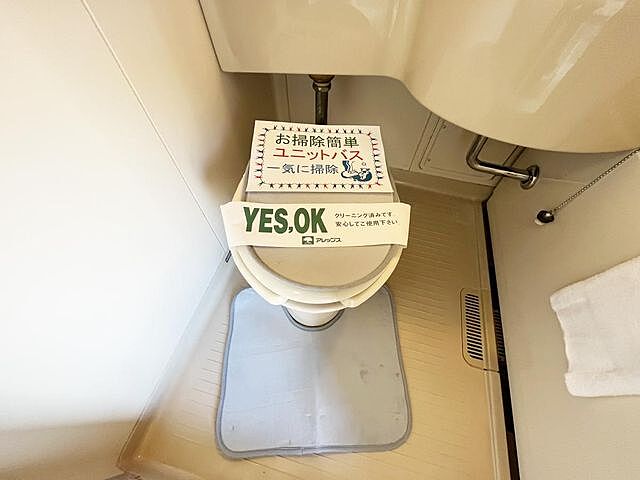 お掃除簡単
ユニットバス
一気に掃除
YES,OK
クリーニング済みです。
安心してご使用下さい
アレップス